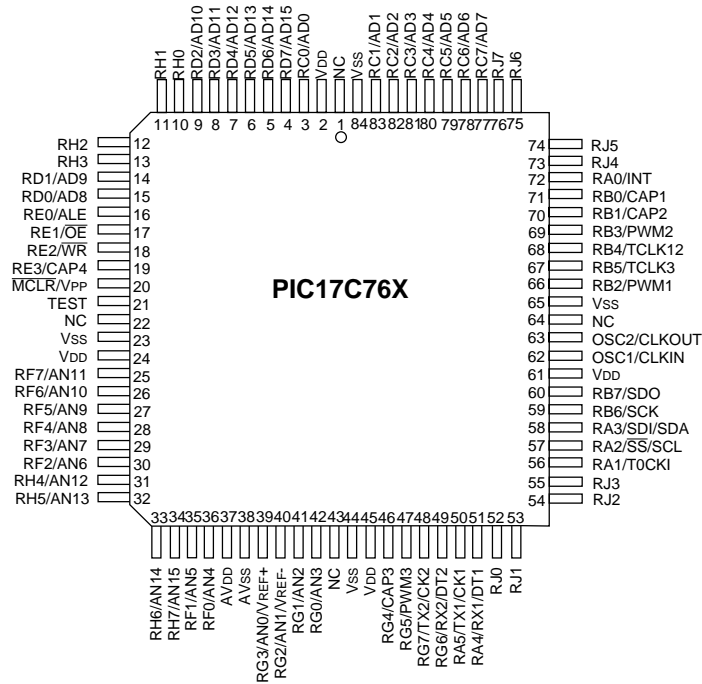 RH1
RH0
RD2/AD10
RD3/AD11
RD4/AD12
RD5/AD13
RD6/AD14
RD7/AD15
RC0/AD0
VDD
NC
VSS
RC1/AD1
RC2/AD2
RC3/AD3
RC4/AD4
RC5/AD5
RC6/AD6
RC7/AD7
RJ7
RJ6
11 10 9 8 7 6 5 4 3 2 1 84 83 82 81 80 79 78 77 76 75
RH2 12
RH3 13
RD1/AD9 14
RD0/AD8 15
RE0/ALE 16
RE1/OE 17
RE2/WR 18
RE3/CAP4 19
MCLR/VPP 20
TEST 21
NC 22
VSS 23
VDD 24
RF7/AN11 25
RF6/AN10 26
RF5/AN9 27
RF4/AN8 28
RF3/AN7 29
RF2/AN6 30
RH4/AN12 31
RH5/AN13 32
PIC17C76X
74 RJ5
73 RJ4
72 RA0/INT
71 RB0/CAP1
70 RB1/CAP2
69 RB3/PWM2
68 RB4/TCLK12
67 RB5/TCLK3
66 RB2/PWM1
65 VSS
64 NC
63 OSC2/CLKOUT
62 OSC1/CLKIN
61 VDD
60 RB7/SDO
59 RB6/SCK
58 RA3/SDI/SDA
57 RA2/SS/SCL
56 RA1/T0CKI
55 RJ3
54 RJ2
33 34 35 36 37 38 39 40 41 42 43 44 45 46 47 48 49 50 51 52 53
RH6/AN14
RH7/AN15
RF1/AN5
RF0/AN4
AVDD
AVSS
RG3/AN0/VREF+
RG2/AN1/VREF-
RG1/AN2
RG0/AN3
NC
VSS
VDD
RG4/CAP3
RG5/PWM3
RG7/TX2/CK2
RG6/RX2/DT2
RA5/TX1/CK1
RA4/RX1/DT1
RJ0
RJ1